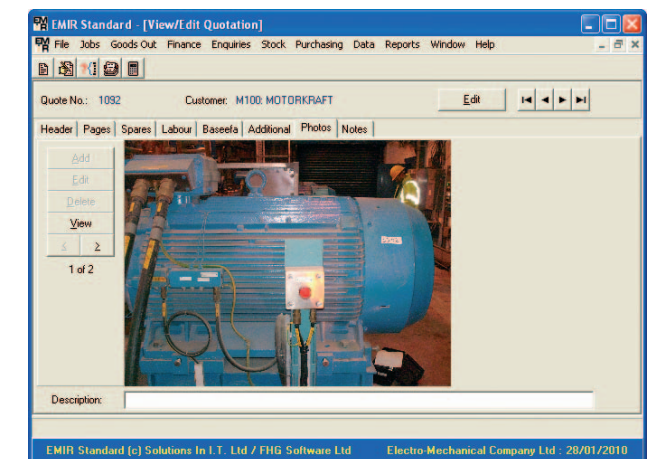 EMIR Standard - [View/Edit Quotation]
File Jobs Goods Out Finance Enquiries Stock Purchasing Data Reports Window Help
Quote No.: 1092 Customer: M100: MOTORKRAFT Edit
Header Pages Spares Labour Baseefa Additional Photos Notes
Add
Edit
Delete
View
< >
1 of 2
Description:
EMIR Standard (c) Solutions In I.T. Ltd / FHG Software Ltd Electro-Mechanical Company Ltd : 28/01/2010